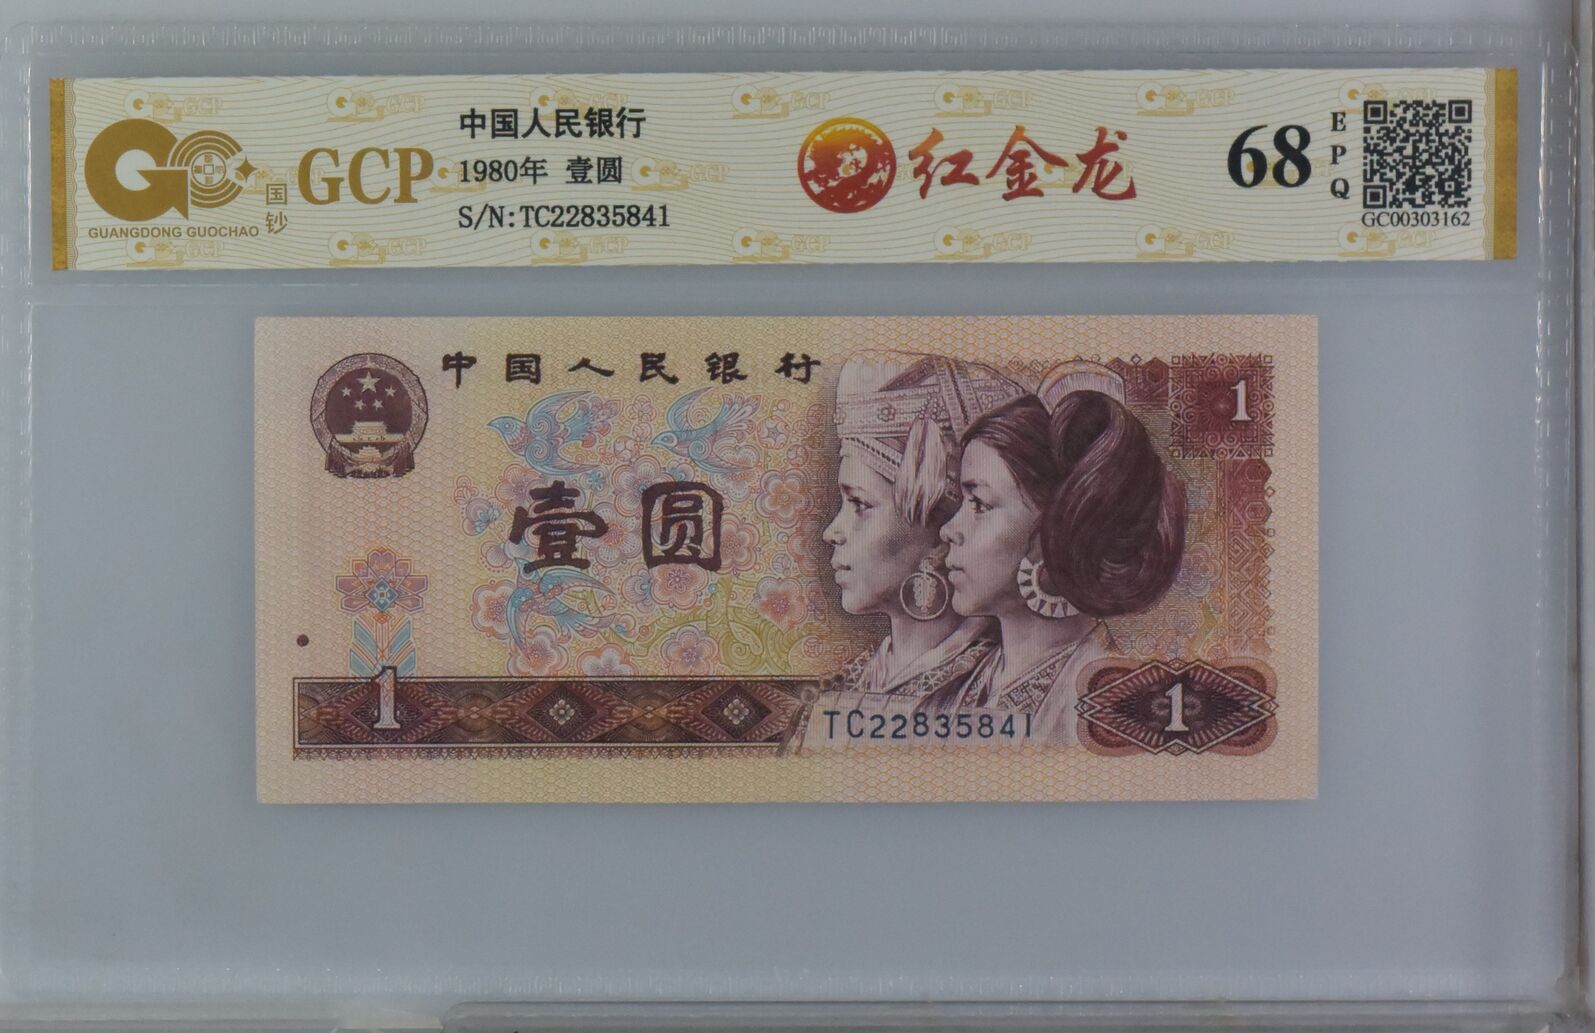 GCP
国钞
GUANGDONG GUOCHAO
中国人民银行
1980年 壹圆
S/N:TC22835841
红金龙
68
EPQ
GC00303162
中国人民银行
1
壹圆
1
TC22835841
1